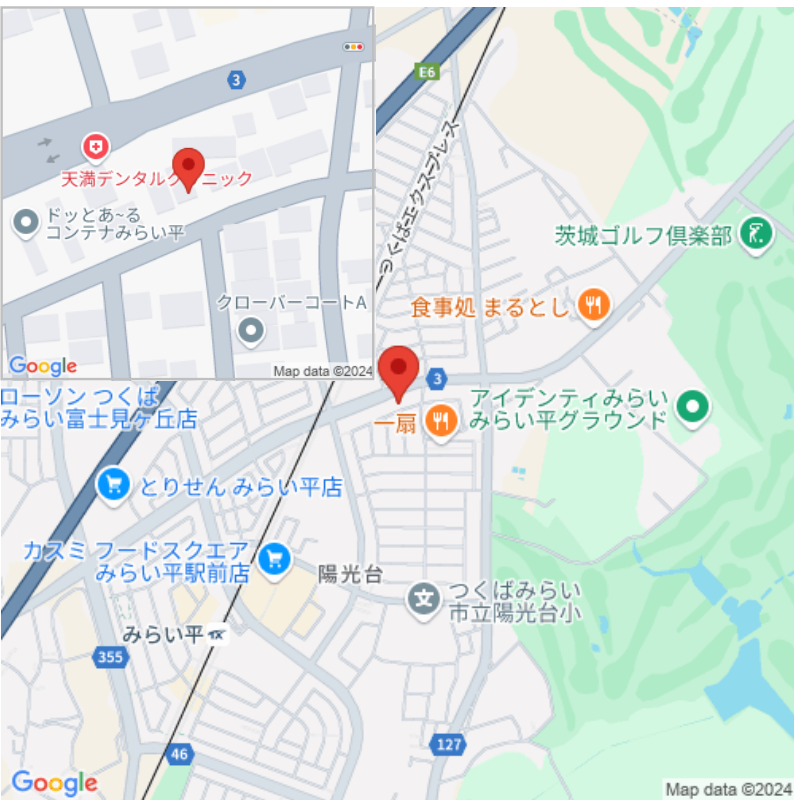 3
天満デンタルクリニック
ドッとあ~る
コンテナみらい平
クローバーコートA
Google
Map data ©2024
E6
つくばエクスプレス
茨城ゴルフ倶楽部
食事処 まるとし
3
ローソン つくば
みらい富士見ヶ丘店
一扇
アイデンティみらい
みらい平グラウンド
とりせん みらい平店
カスミ フードスクエア
みらい平駅前店
陽光台
つくばみらい
市立陽光台小
みらい平
355
46
127
Google
Map data ©2024